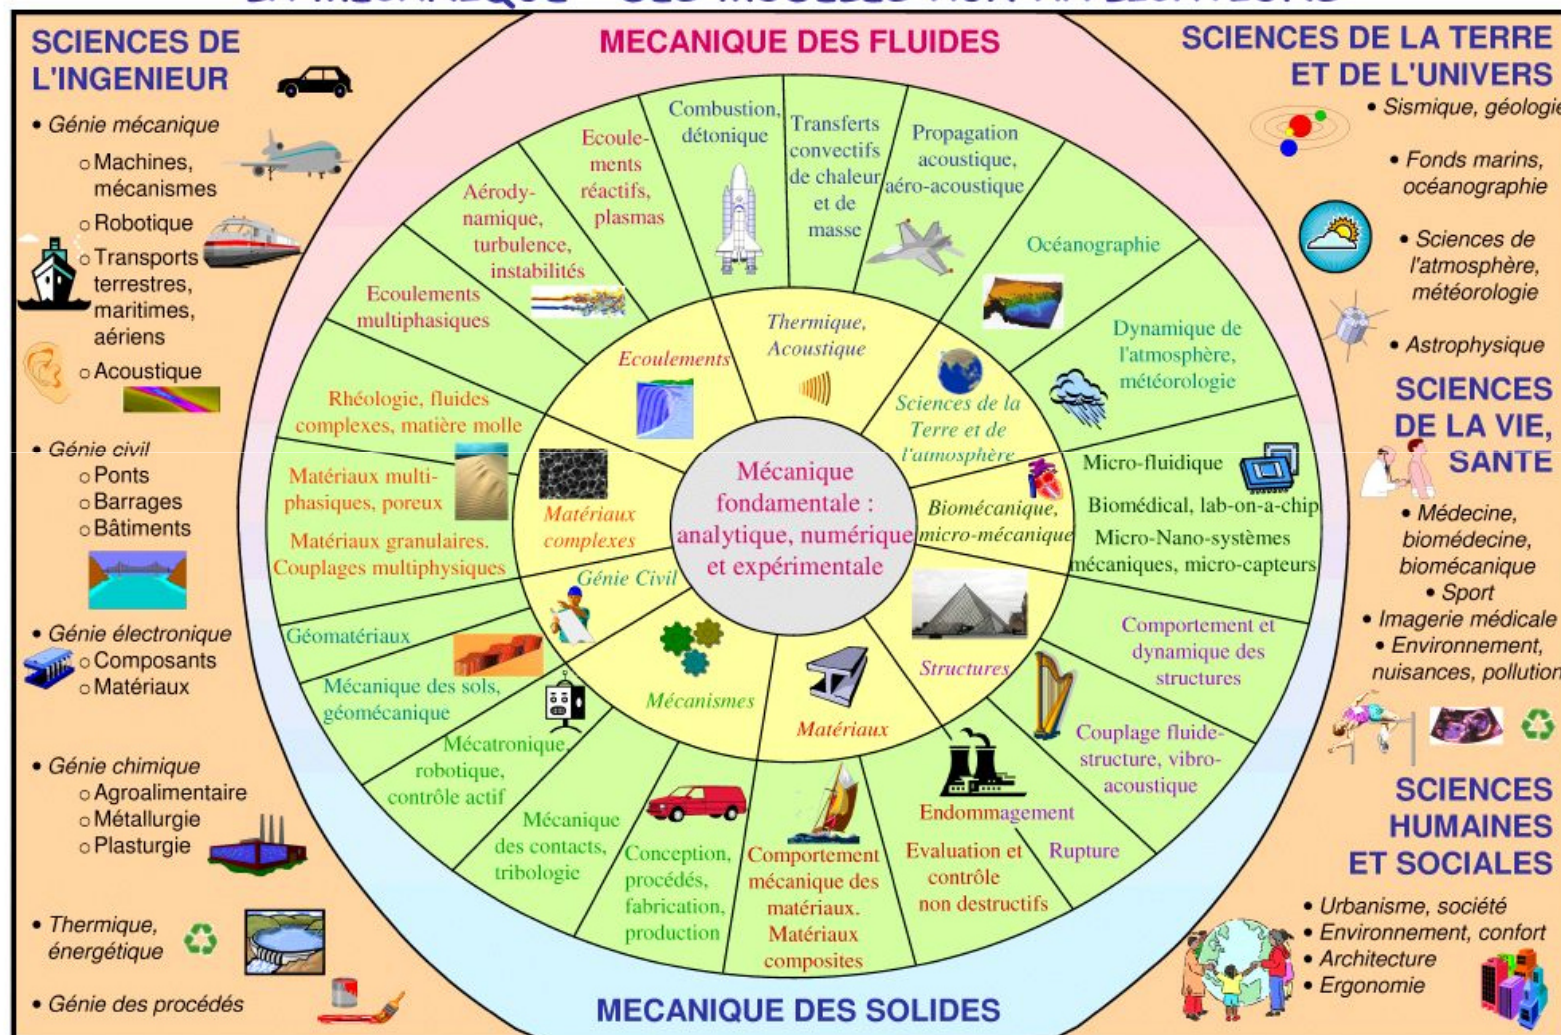 SCIENCES DE
L'INGENIEUR
• Génie mécanique
o Machines,
mécanismes
o Robotique
o Transports
terrestres,
maritimes,
aériens
o Acoustique
• Génie civil
o Ponts
o Barrages
o Bâtiments
• Génie électronique
o Composants
o Matériaux
• Génie chimique
o Agroalimentaire
o Métallurgie
o Plasturgie
• Thermique,
énergétique
• Génie des procédés
MECANIQUE DES FLUIDES
Combustion,
détonique
Transferts
convectifs
de chaleur
et de
masse
Propagation
acoustique,
aéro-acoustique
Ecoule-
ments
réactifs,
plasmas
Aérody-
namique,
turbulence,
instabilités
Ecoulements
multiphasiques
Océanographie
Dynamique de
l'atmosphère,
météorologie
Rhéologie, fluides
complexes, matière molle
Matériaux multi-
phasiques, poreux
Matériaux granulaires.
Couplages multiphysiques
Géomatériaux
Mécanique des sols,
géomécanique
Mécatronique,
robotique,
contrôle actif
Mécanique
des contacts,
tribologie
Conception,
procédés,
fabrication,
production
Comportement
mécanique des
matériaux.
Matériaux
composites
Endommagement
Evaluation et
contrôle
non destructifs
Rupture
Couplage fluide-
structure, vibro-
acoustique
Comportement et
dynamique des
structures
Micro-fluidique
Biomédical, lab-on-a-chip
Micro-Nano-systèmes
mécaniques, micro-capteurs
Ecoulements
Thermique,
Acoustique
Sciences de la
Terre et de
l'atmosphère
Biomécanique,
micro-mécanique
Structures
Matériaux
Mécanismes
Génie Civil
Matériaux
complexes
Mécanique
fondamentale :
analytique, numérique
et expérimentale
MECANIQUE DES SOLIDES
SCIENCES DE LA TERRE
ET DE L'UNIVERS
• Sismique, géologie
• Fonds marins,
océanographie
• Sciences de
l'atmosphère,
météorologie
• Astrophysique
SCIENCES
DE LA VIE,
SANTE
• Médecine,
biomédecine,
biomécanique
• Sport
• Imagerie médicale
• Environnement,
nuisances, pollution
SCIENCES
HUMAINES
ET SOCIALES
• Urbanisme, société
• Environnement, confort
• Architecture
• Ergonomie